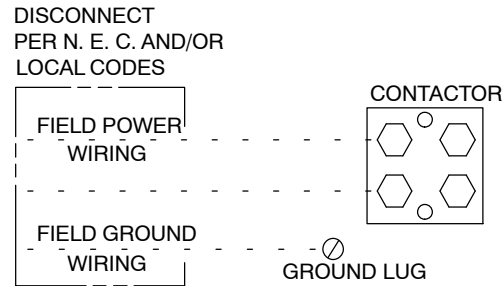 DISCONNECT
PER N. E. C. AND/OR
LOCAL CODES
CONTACTOR
FIELD POWER
WIRING
FIELD GROUND
WIRING
GROUND LUG